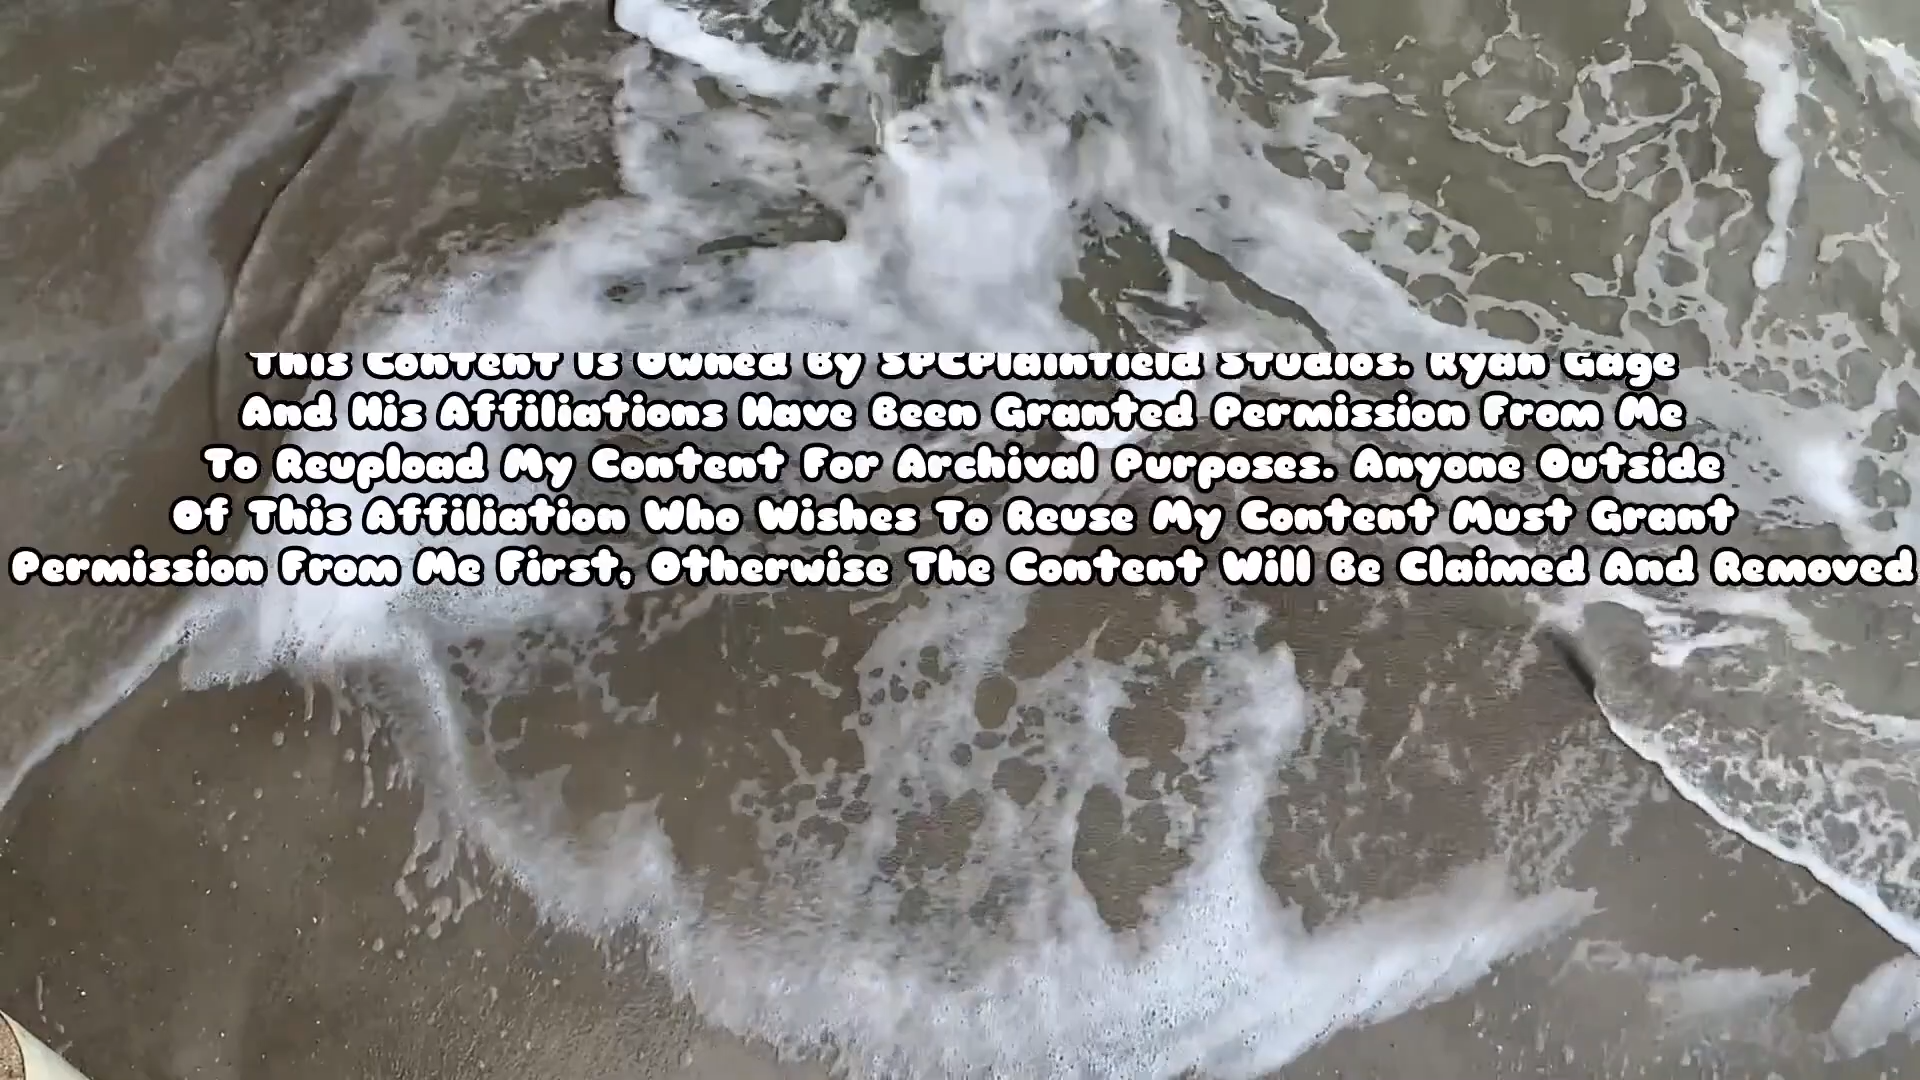 This Content Is Owned By SPCPlainfield Studios. Ryan Gage
And His Affiliations Have Been Granted Permission From Me
To Reupload My Content For Archival Purposes. Anyone Outside
Of This Affiliation Who Wishes To Reuse My Content Must Grant
Permission From Me First, Otherwise The Content Will Be Claimed And Removed